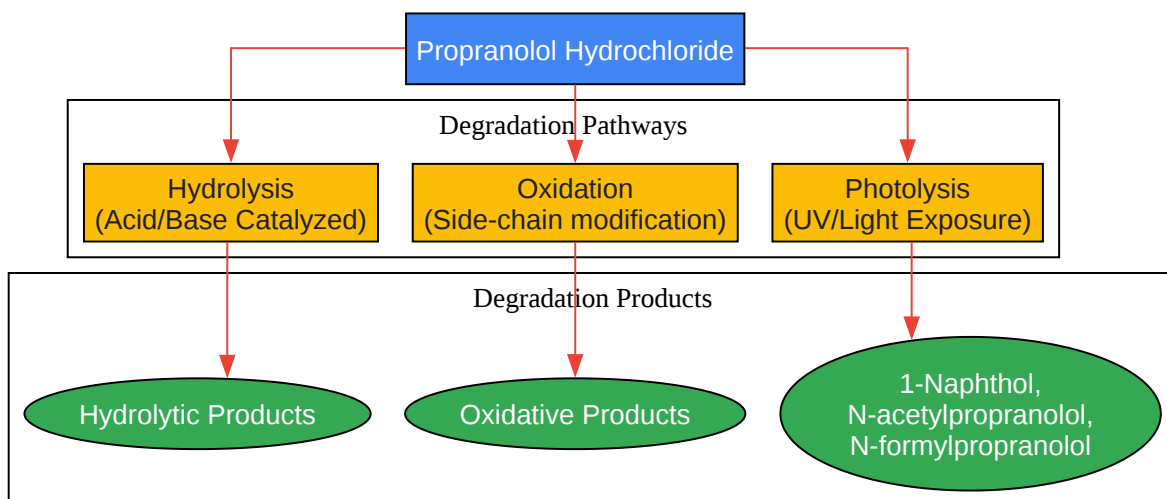 Propranolol Hydrochloride
Degradation Pathways
Hydrolysis
(Acid/Base Catalyzed)
Oxidation
(Side-chain modification)
Photolysis
(UV/Light Exposure)
Degradation Products
Hydrolytic Products
Oxidative Products
1-Naphthol,
N-acetylpropranolol,
N-formylpropranolol